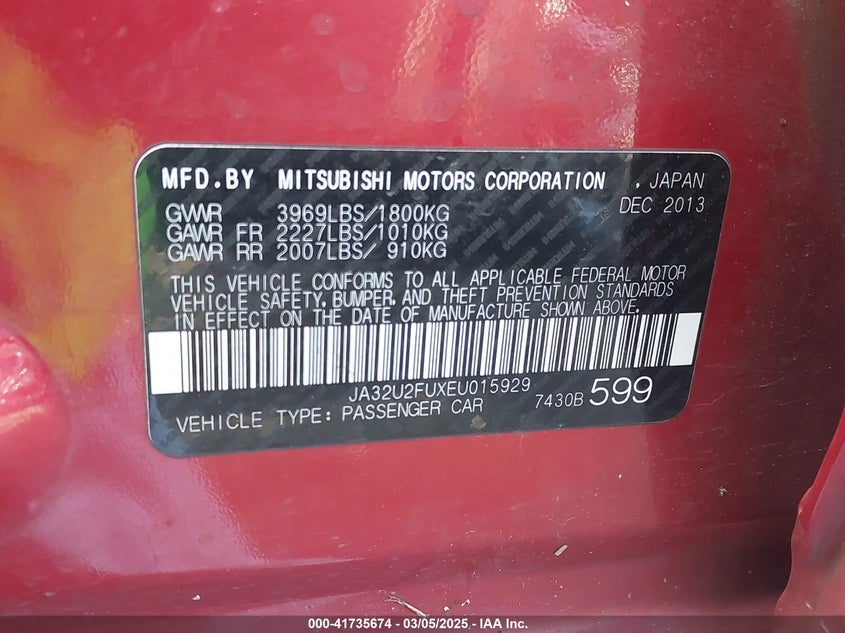 MFD.BY MITSUBISHI MOTORS CORPORATION , JAPAN
GVWR 3969LBS/1800KG DEC 2013
GAWR FR 2227LBS/1010KG
GAWR RR 2007LBS/ 910KG
THIS VEHICLE CONFORMS TO ALL APPLICABLE FEDERAL MOTOR
VEHICLE SAFETY, BUMPER, AND THEFT PREVENTION STANDARDS
IN EFFECT ON THE DATE OF MANUFACTURE SHOWN ABOVE.
JA32U2FUXEU015929
VEHICLE TYPE: PASSENGER CAR 7430B 599
000-41735674 - 03/05/2025 - IAA Inc.